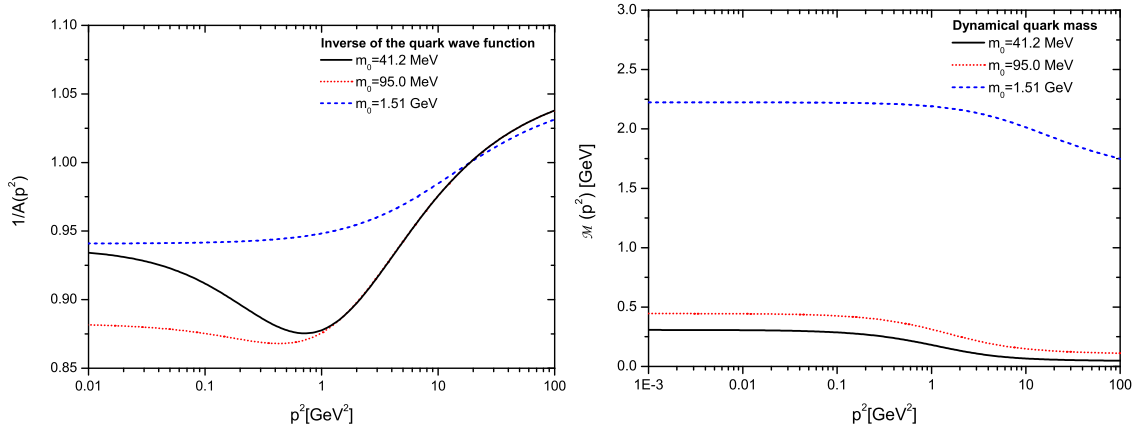 1.10
1.05
1.00
0.95
0.90
0.85
1/A(p²)
Inverse of the quark wave function
m₀=41.2 MeV
m₀=95.0 MeV
m₀=1.51 GeV
0.01 0.1 1 10 100
p²[GeV²]
3.0
2.5
2.0
1.5
1.0
0.5
0.0
ℳ (p²) [GeV]
Dynamical quark mass
m₀=41.2 MeV
m₀=95.0 MeV
m₀=1.51 GeV
1E-3 0.01 0.1 1 10 100
p²[GeV²]